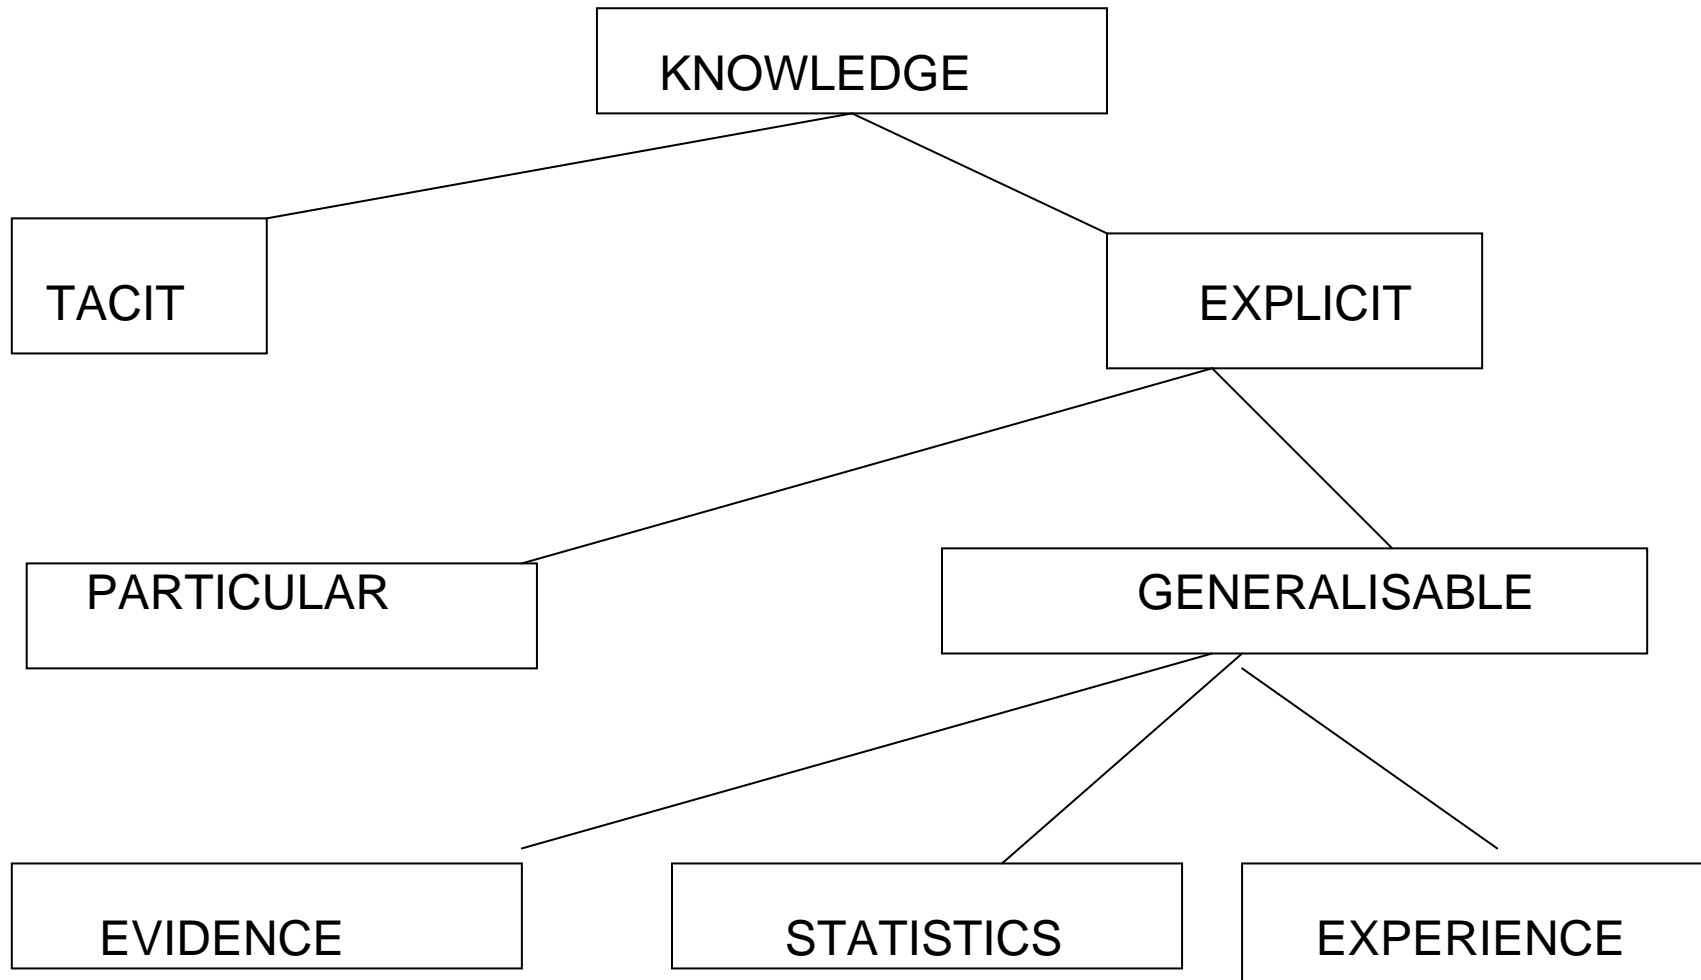 KNOWLEDGE
TACIT
EXPLICIT
PARTICULAR
GENERALISABLE
EVIDENCE
STATISTICS
EXPERIENCE